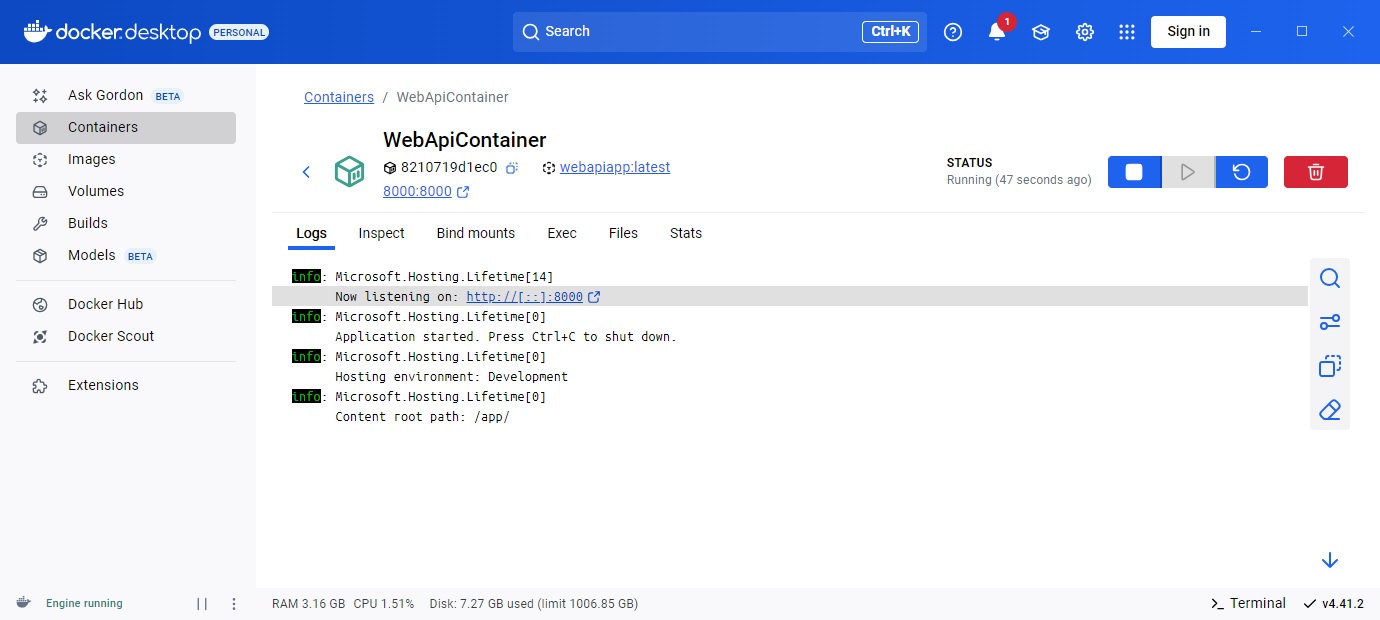 docker.desktop PERSONAL
Search Ctrl+K
1
Sign in
Ask Gordon BETA
Containers
Images
Volumes
Builds
Models BETA
Docker Hub
Docker Scout
Extensions
Containers / WebApiContainer
WebApiContainer
8210719d1ec0 webapiapp:latest
8000:8000
STATUS
Running (47 seconds ago)
Logs Inspect Bind mounts Exec Files Stats
info: Microsoft.Hosting.Lifetime[14]
Now listening on: http://[::]:8000
info: Microsoft.Hosting.Lifetime[0]
Application started. Press Ctrl+C to shut down.
info: Microsoft.Hosting.Lifetime[0]
Hosting environment: Development
info: Microsoft.Hosting.Lifetime[0]
Content root path: /app/
Engine running
RAM 3.16 GB CPU 1.51% Disk: 7.27 GB used (limit 1006.85 GB)
Terminal
v4.41.2